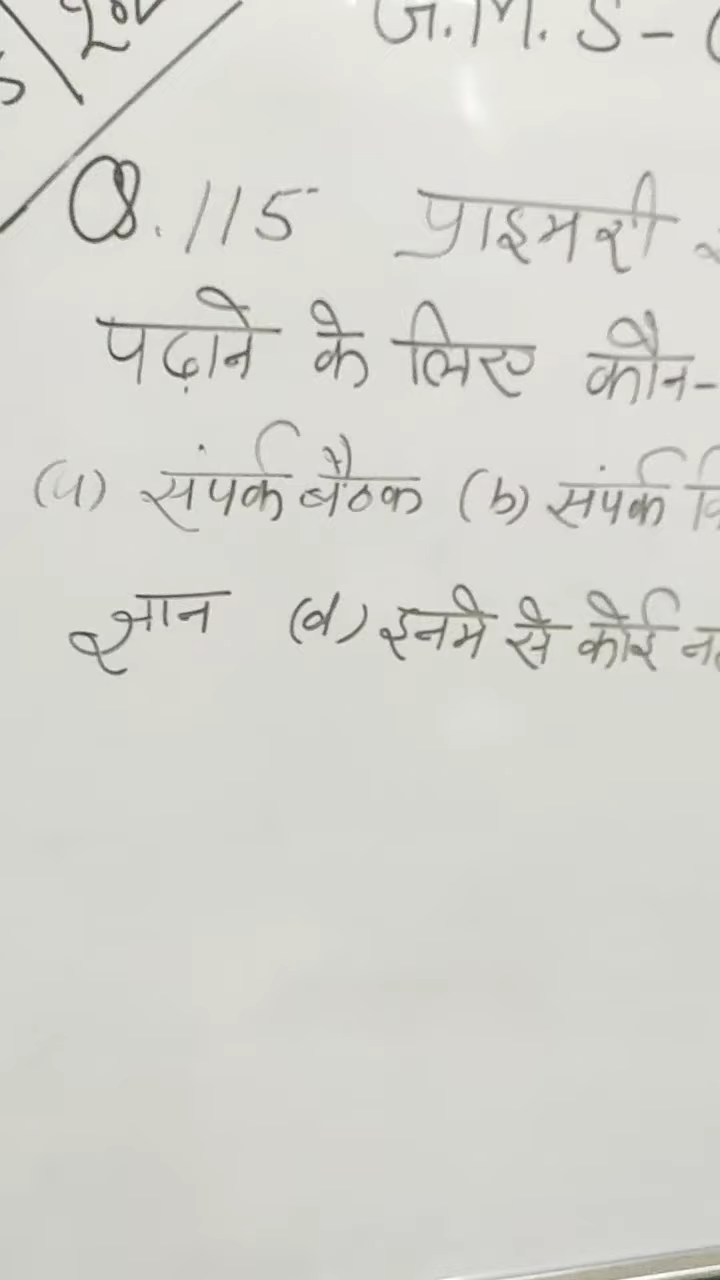 G.M. S-
Q.115 प्राइमरी
पढ़ाने के लिए कौन-
(a) संपर्क बैठक (b) संपर्क
ज्ञान (d) इनमे से कोई